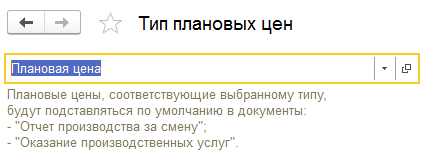 Тип плановых цен
Плановая цена
Плановые цены, соответствующие выбранному типу,
будут подставляться по умолчанию в документы:
- "Отчет производства за смену";
- "Оказание производственных услуг".